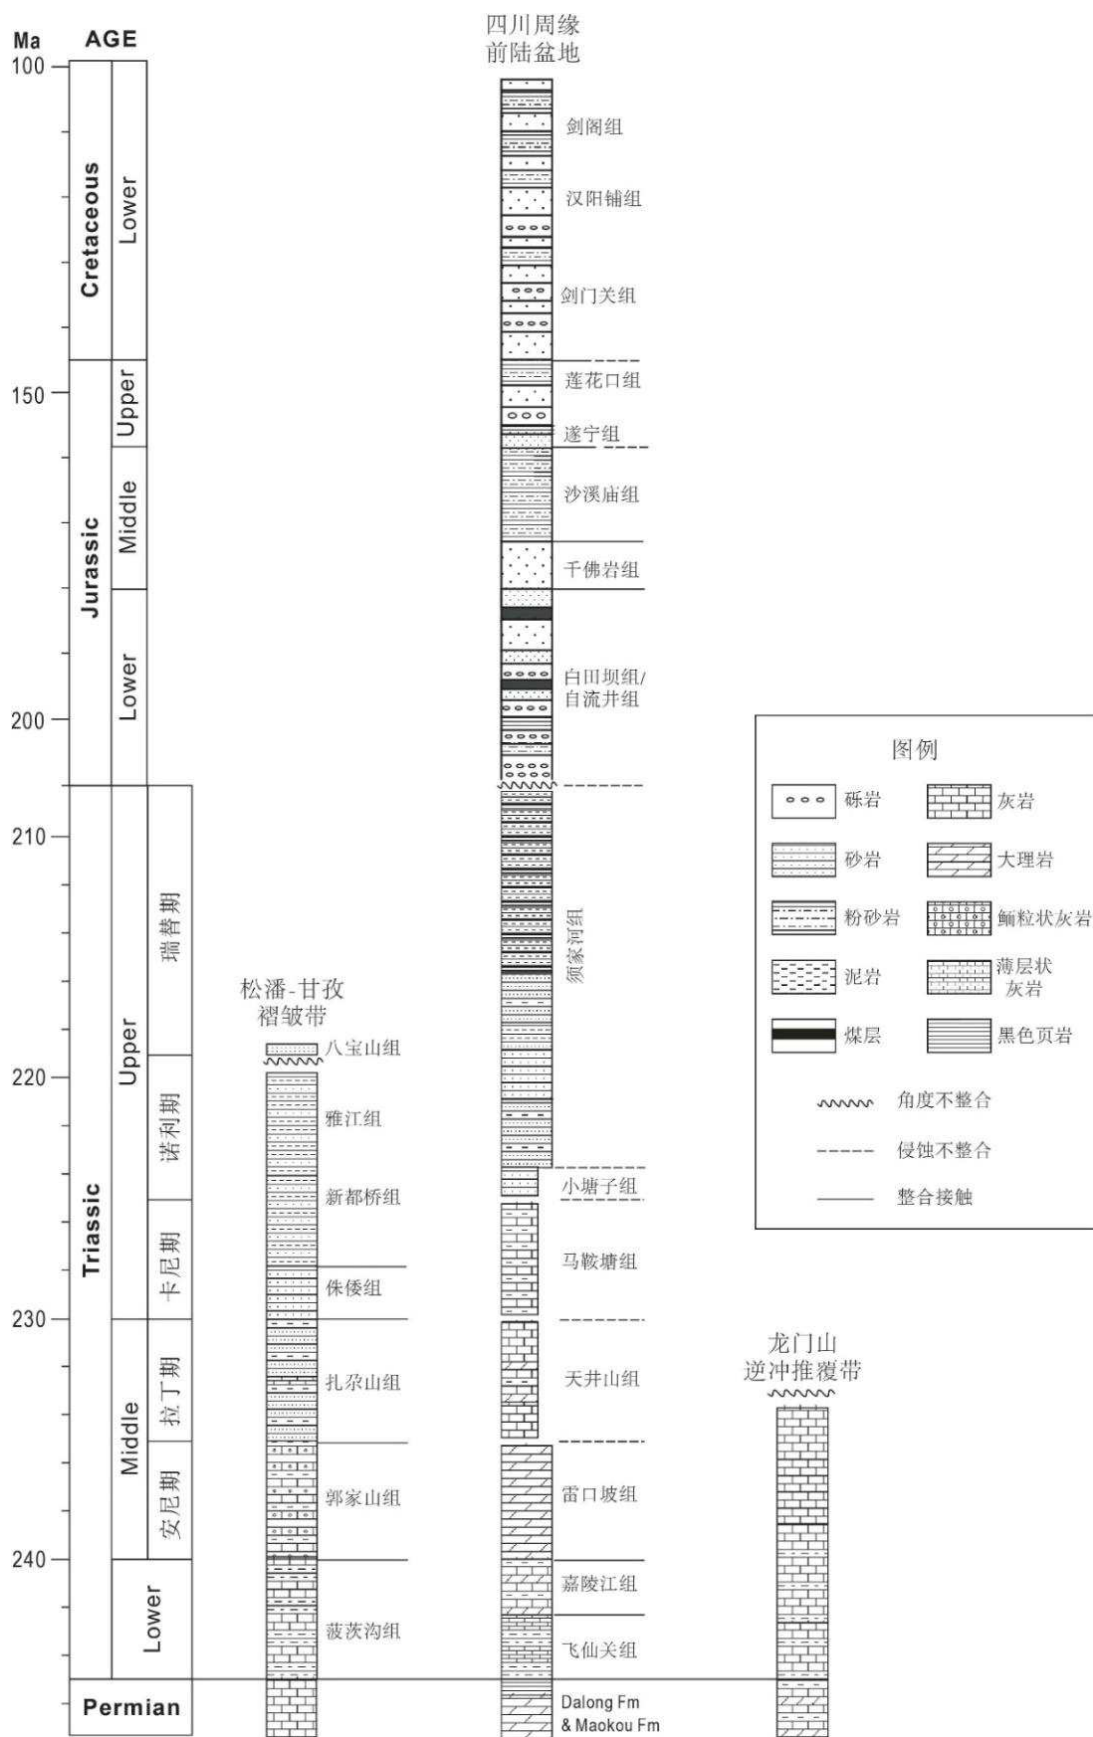 Ma
AGE
四川周缘
前陆盆地
100
150
200
210
220
230
240
Cretaceous
Jurassic
Triassic
Permian
Lower
Upper
Middle
Lower
Upper
Middle
Lower
瑞替期
诺利期
卡尼期
拉丁期
安尼期
松潘-甘孜
褶皱带
八宝山组
雅江组
新都桥组
侏倭组
扎尕山组
郭家山组
菠茨沟组
剑阁组
汉阳铺组
剑门关组
莲花口组
遂宁组
沙溪庙组
千佛岩组
白田坝组/
自流井组
须家河组
小塘子组
马鞍塘组
天井山组
雷口坡组
嘉陵江组
飞仙关组
Dalong Fm
& Maokou Fm
龙门山
逆冲推覆带
图例
砾岩
灰岩
砂岩
大理岩
粉砂岩
鲕粒状灰岩
泥岩
薄层状
灰岩
煤层
黑色页岩
角度不整合
侵蚀不整合
整合接触